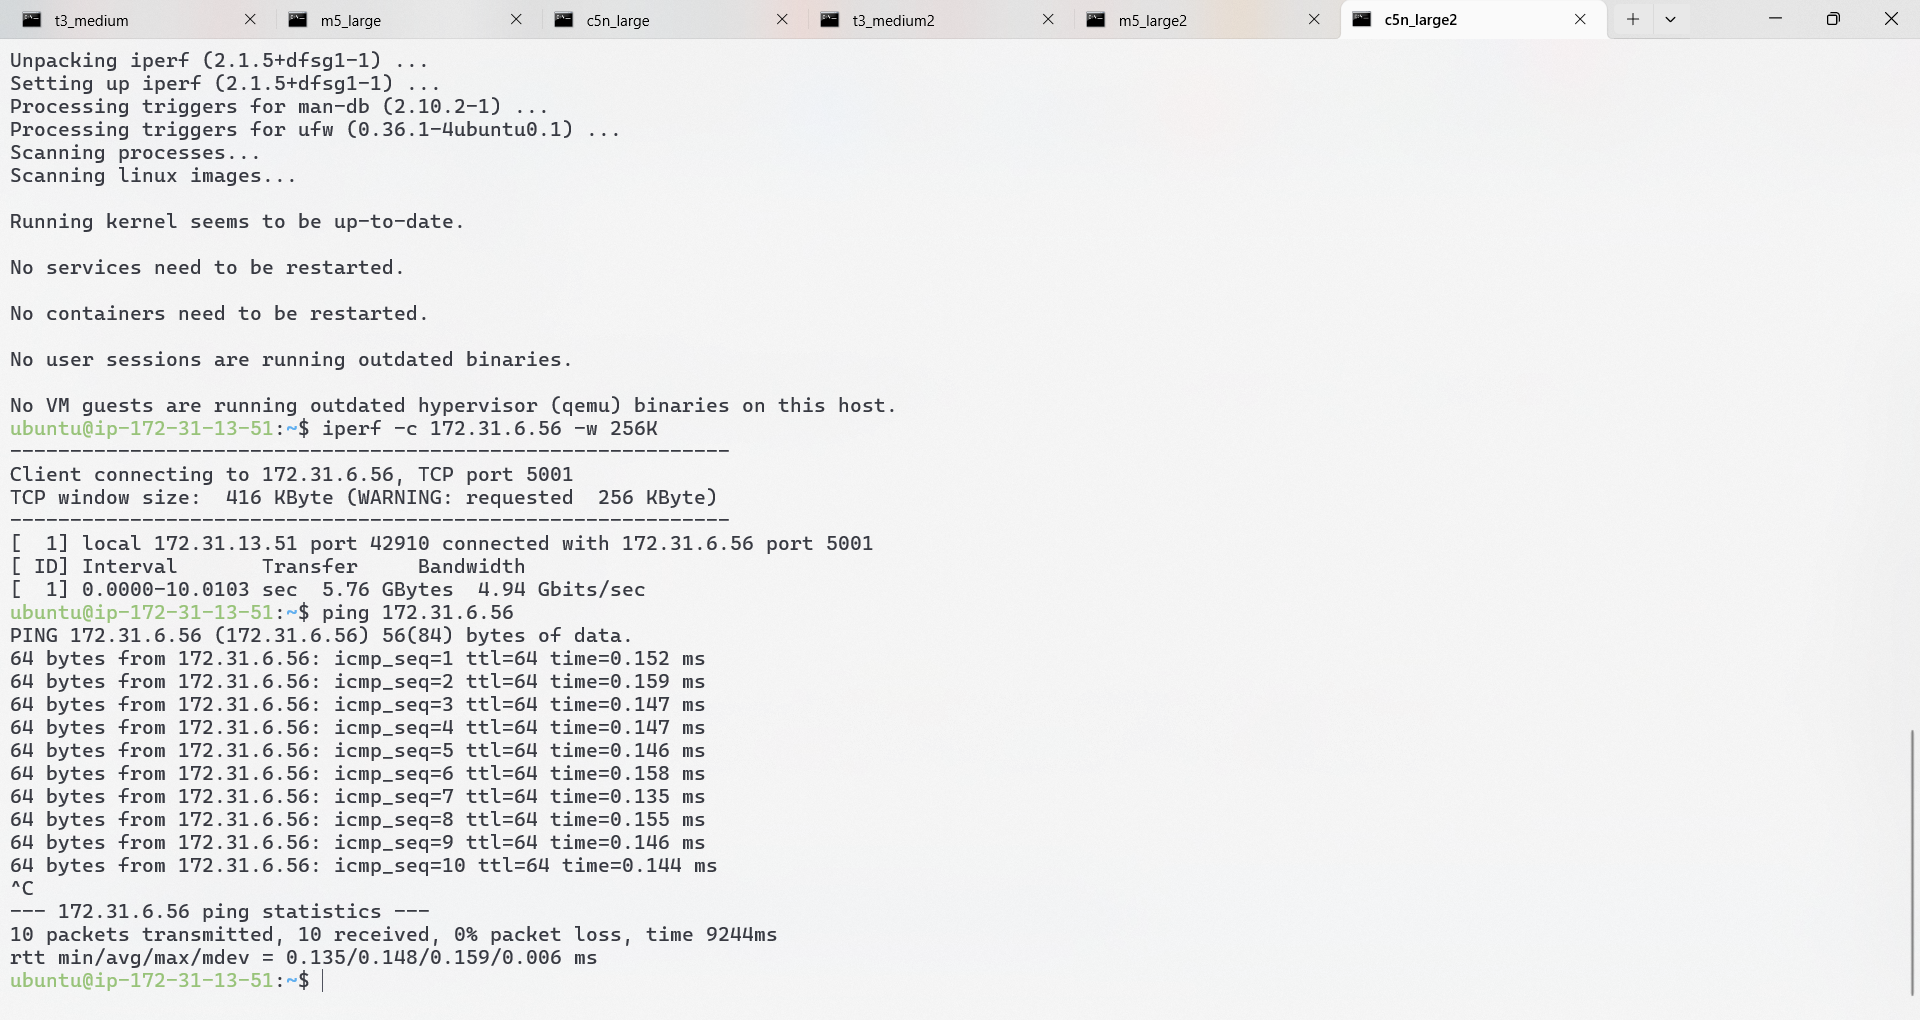 t3_medium m5_large c5n_large t3_medium2 m5_large2 c5n_large2
Unpacking iperf (2.1.5+dfsg1-1) ...
Setting up iperf (2.1.5+dfsg1-1) ...
Processing triggers for man-db (2.10.2-1) ...
Processing triggers for ufw (0.36.1-4ubuntu0.1) ...
Scanning processes...
Scanning linux images...
Running kernel seems to be up-to-date.
No services need to be restarted.
No containers need to be restarted.
No user sessions are running outdated binaries.
No VM guests are running outdated hypervisor (qemu) binaries on this host.
ubuntu@ip-172-31-13-51:~$ iperf -c 172.31.6.56 -w 256K
------------------------------------------------------------
Client connecting to 172.31.6.56, TCP port 5001
TCP window size:  416 KByte (WARNING: requested  256 KByte)
------------------------------------------------------------
[  1] local 172.31.13.51 port 42910 connected with 172.31.6.56 port 5001
[ ID] Interval       Transfer     Bandwidth
[  1] 0.0000-10.0103 sec  5.76 GBytes  4.94 Gbits/sec
ubuntu@ip-172-31-13-51:~$ ping 172.31.6.56
PING 172.31.6.56 (172.31.6.56) 56(84) bytes of data.
64 bytes from 172.31.6.56: icmp_seq=1 ttl=64 time=0.152 ms
64 bytes from 172.31.6.56: icmp_seq=2 ttl=64 time=0.159 ms
64 bytes from 172.31.6.56: icmp_seq=3 ttl=64 time=0.147 ms
64 bytes from 172.31.6.56: icmp_seq=4 ttl=64 time=0.147 ms
64 bytes from 172.31.6.56: icmp_seq=5 ttl=64 time=0.146 ms
64 bytes from 172.31.6.56: icmp_seq=6 ttl=64 time=0.158 ms
64 bytes from 172.31.6.56: icmp_seq=7 ttl=64 time=0.135 ms
64 bytes from 172.31.6.56: icmp_seq=8 ttl=64 time=0.155 ms
64 bytes from 172.31.6.56: icmp_seq=9 ttl=64 time=0.146 ms
64 bytes from 172.31.6.56: icmp_seq=10 ttl=64 time=0.144 ms
^C
--- 172.31.6.56 ping statistics ---
10 packets transmitted, 10 received, 0% packet loss, time 9244ms
rtt min/avg/max/mdev = 0.135/0.148/0.159/0.006 ms
ubuntu@ip-172-31-13-51:~$